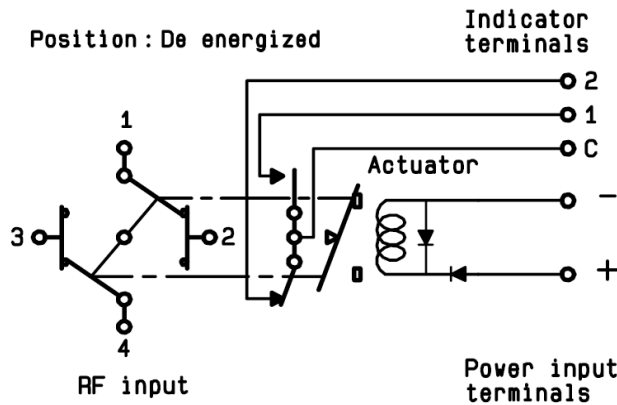 Position : De energized
Indicator
terminals
2
1
C
1
Actuator
-
3
2
+
4
RF input
Power input
terminals